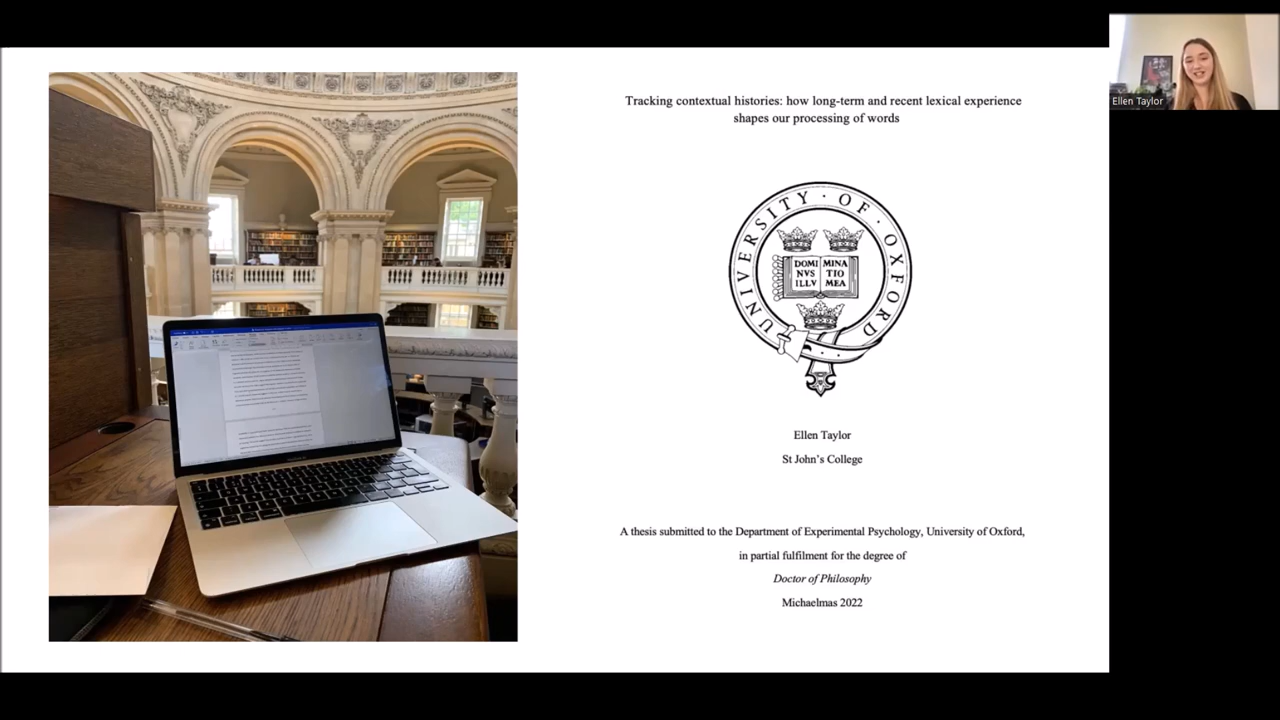 Tracking contextual histories: how long-term and recent lexical experience
shapes our processing of words
UNIVERSITY · OF · OXFORD
DOMI MINA
NVS TIO
ILLV MEA
Ellen Taylor
St John's College
A thesis submitted to the Department of Experimental Psychology, University of Oxford,
in partial fulfilment for the degree of
Doctor of Philosophy
Michaelmas 2022
Ellen Taylor